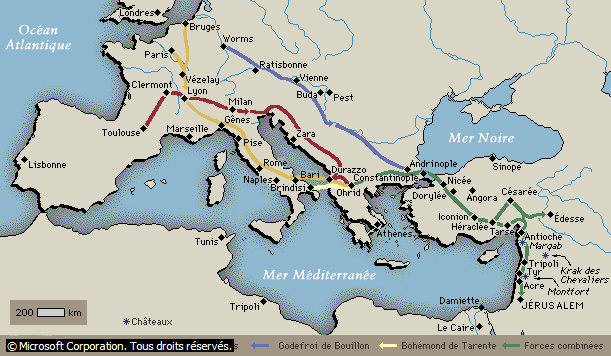 Londres
Bruges
Océan
Atlantique
Paris
Worms
Ratisbonne
Vienne
Buda
Pest
Vézelay
Clermont
Lyon
Milan
Toulouse
Marseille
Gênes
Zara
Pise
Mer Noire
Lisbonne
Rome
Naples
Bari
Brindisi
Durazzo
Ohrid
Constantinople
Andrinople
Sinope
Nicée
Dorylée
Angora
Césarée
Iconion
Héraclée
Tarse
Édesse
Athènes
Antioche
Margab
Tunis
Mer Méditerranée
Tripoli
Tripoli
Krak des
Chevaliers
Tyr
Acre
Montfort
JÉRUSALEM
Damiette
Le Caire
200 km
Châteaux
© Microsoft Corporation. Tous droits réservés.
Godefroi de Bouillon
Bohémond de Tarente
Forces combinées